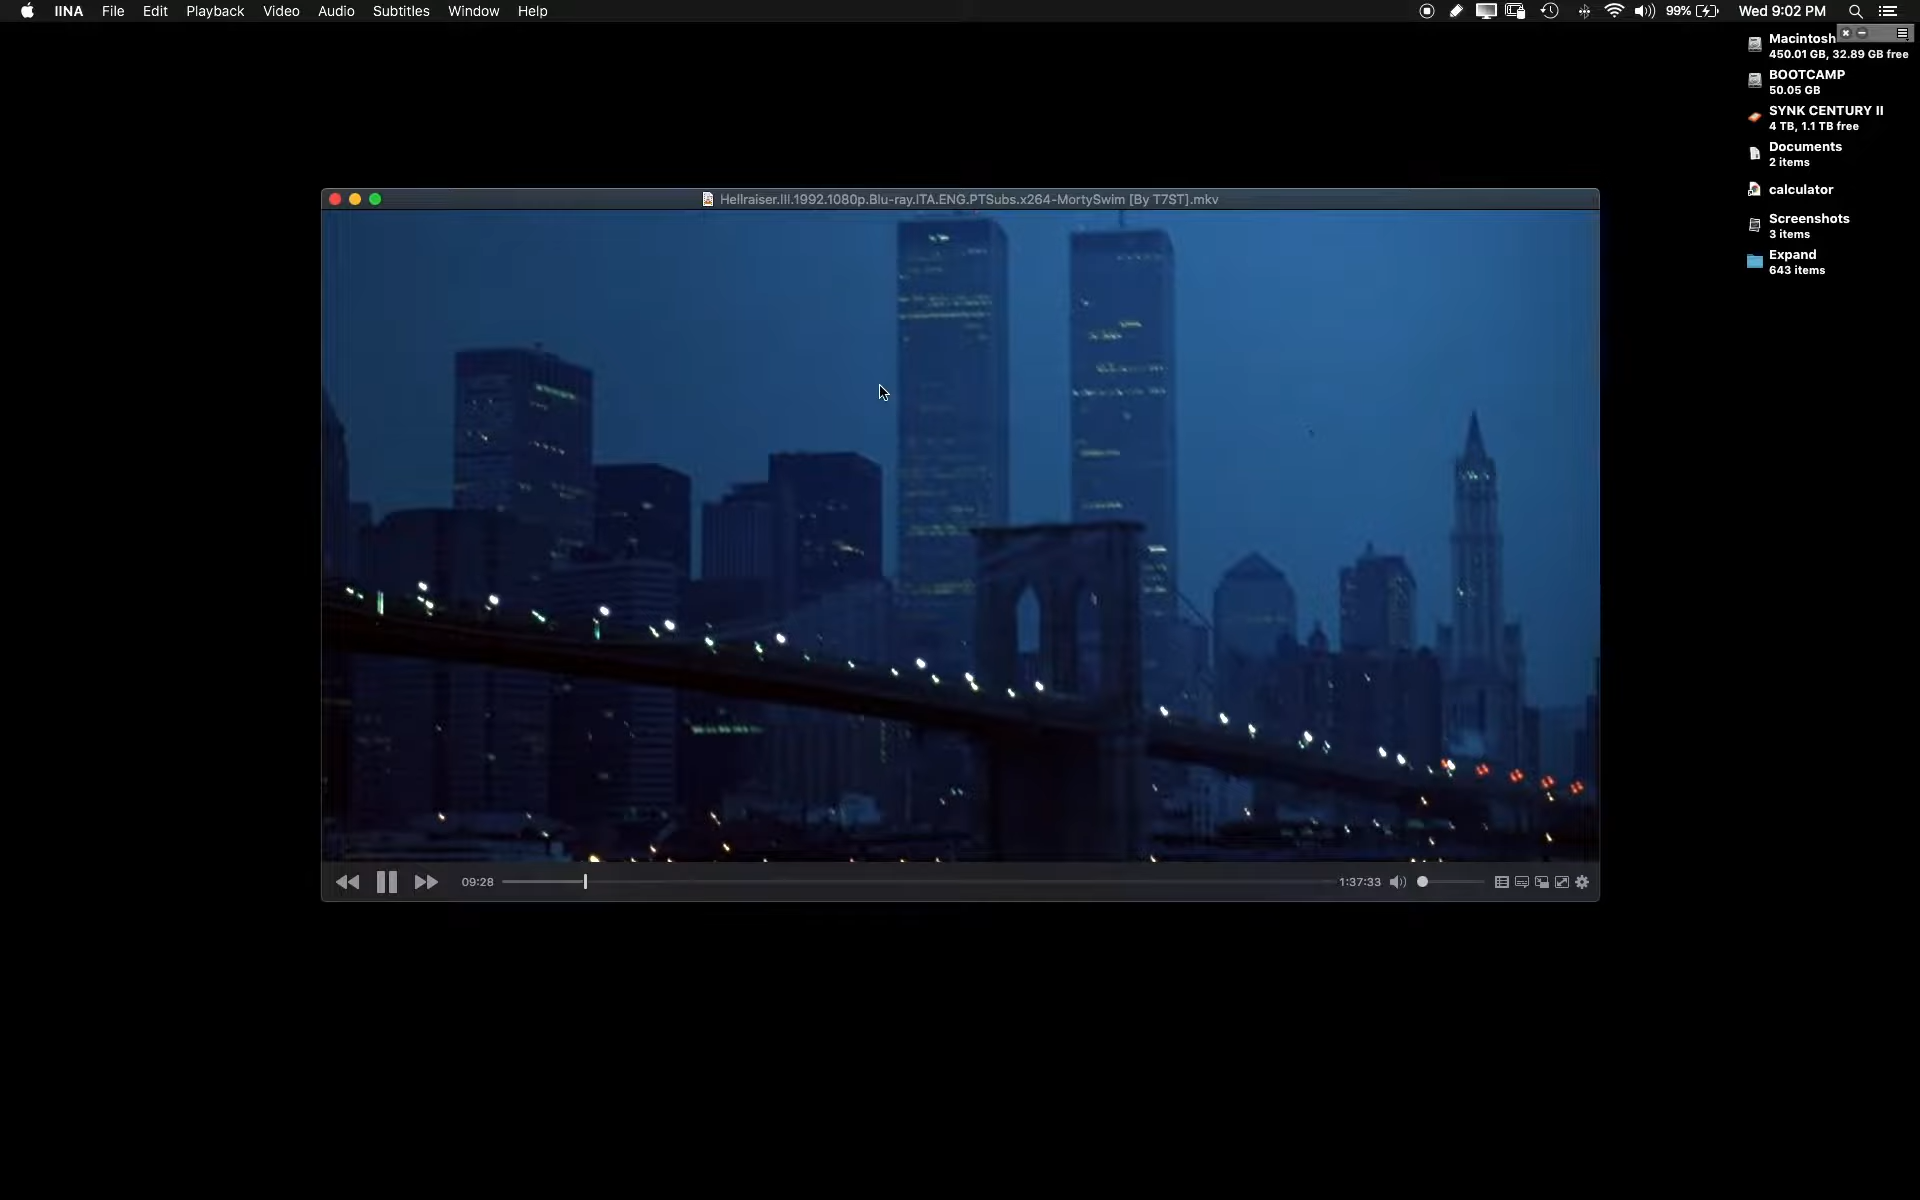 IINA File Edit Playback Video Audio Subtitles Window Help 99% Wed 9:02 PM
Macintosh
450.01 GB, 32.89 GB free
BOOTCAMP
50.05 GB
SYNK CENTURY II
4 TB, 1.1 TB free
Documents
2 items
calculator
Screenshots
3 items
Expand
643 items
Hellraiser.III.1992.1080p.Blu-ray.ITA.ENG.PTSubs.x264-MortySwim [By T7ST].mkv
09:28 1:37:33